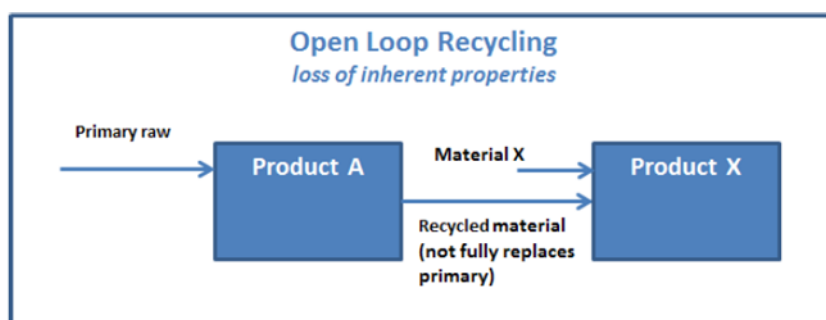 Open Loop Recycling
loss of inherent properties
Primary raw
Product A
Material X
Product X
Recycled material
(not fully replaces
primary)